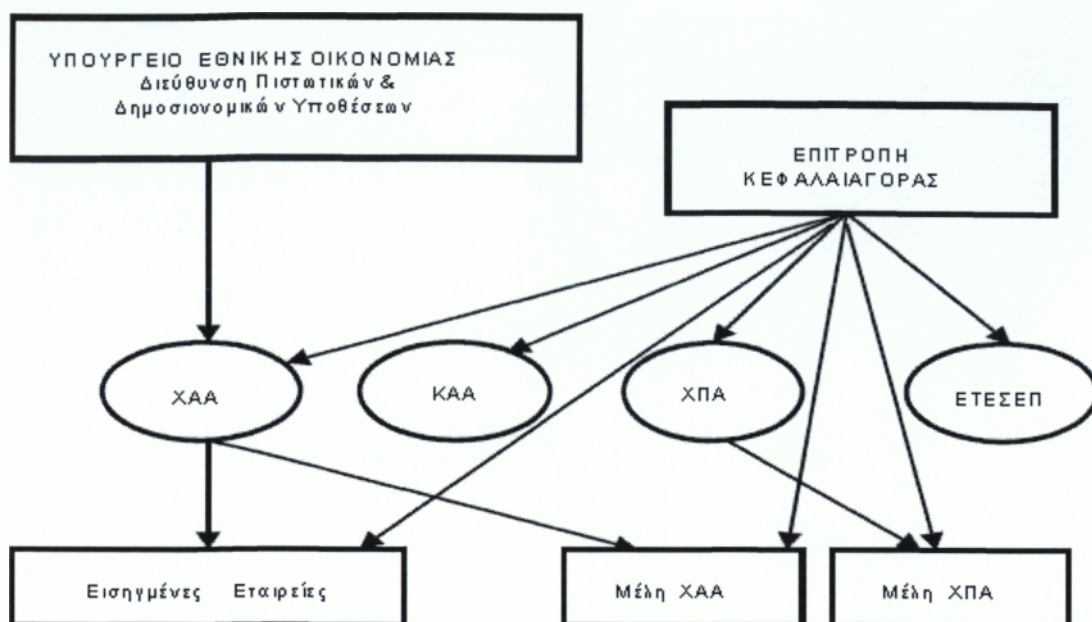 ΥΠΟΥΡΓΕΙΟ ΕΘΝΙΚΗΣ ΟΙΚΟΝΟΜΙΑΣ
Διεύθυνση Πιστωτικών &
Δημοσιονομικών Υποθέσεων
ΕΠΙΤΡΟΠΗ
ΚΕΦΑΛΑΙΑΓΟΡΑΣ
ΧΑΑ
ΚΑΑ
ΧΠΑ
ΕΤΕΣΕΠ
Εισηγμένες Εταιρείες
Μέλη ΧΑΑ
Μέλη ΧΠΑ